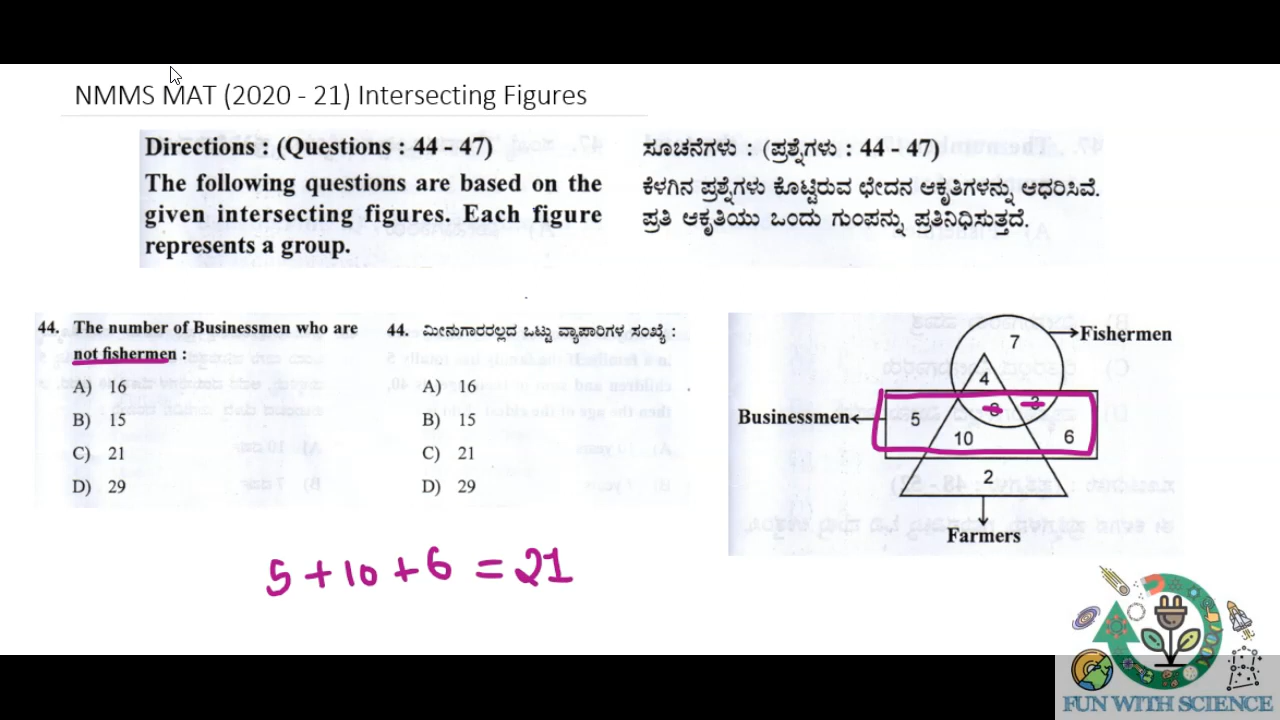 NMMS MAT (2020 - 21) Intersecting Figures
Directions : (Questions : 44 - 47)
The following questions are based on the
given intersecting figures. Each figure
represents a group.
ಸೂಚನೆಗಳು : (ಪ್ರಶ್ನೆಗಳು : 44 - 47)
ಕೆಳಗಿನ ಪ್ರಶ್ನೆಗಳು ಕೊಟ್ಟಿರುವ ಛೇದನ ಆಕೃತಿಗಳನ್ನು ಆಧರಿಸಿವೆ.
ಪ್ರತಿ ಆಕೃತಿಯು ಒಂದು ಗುಂಪನ್ನು ಪ್ರತಿನಿಧಿಸುತ್ತದೆ.
44. The number of Businessmen who are
not fishermen :
A) 16
B) 15
C) 21
D) 29
44. ಮೀನುಗಾರರಲ್ಲದ ಒಟ್ಟು ವ್ಯಾಪಾರಿಗಳ ಸಂಖ್ಯೆ :
A) 16
B) 15
C) 21
D) 29
7
Fishermen
4
Businessmen
5
10
6
2
Farmers
5 + 10 + 6 = 21
FUN WITH SCIENCE